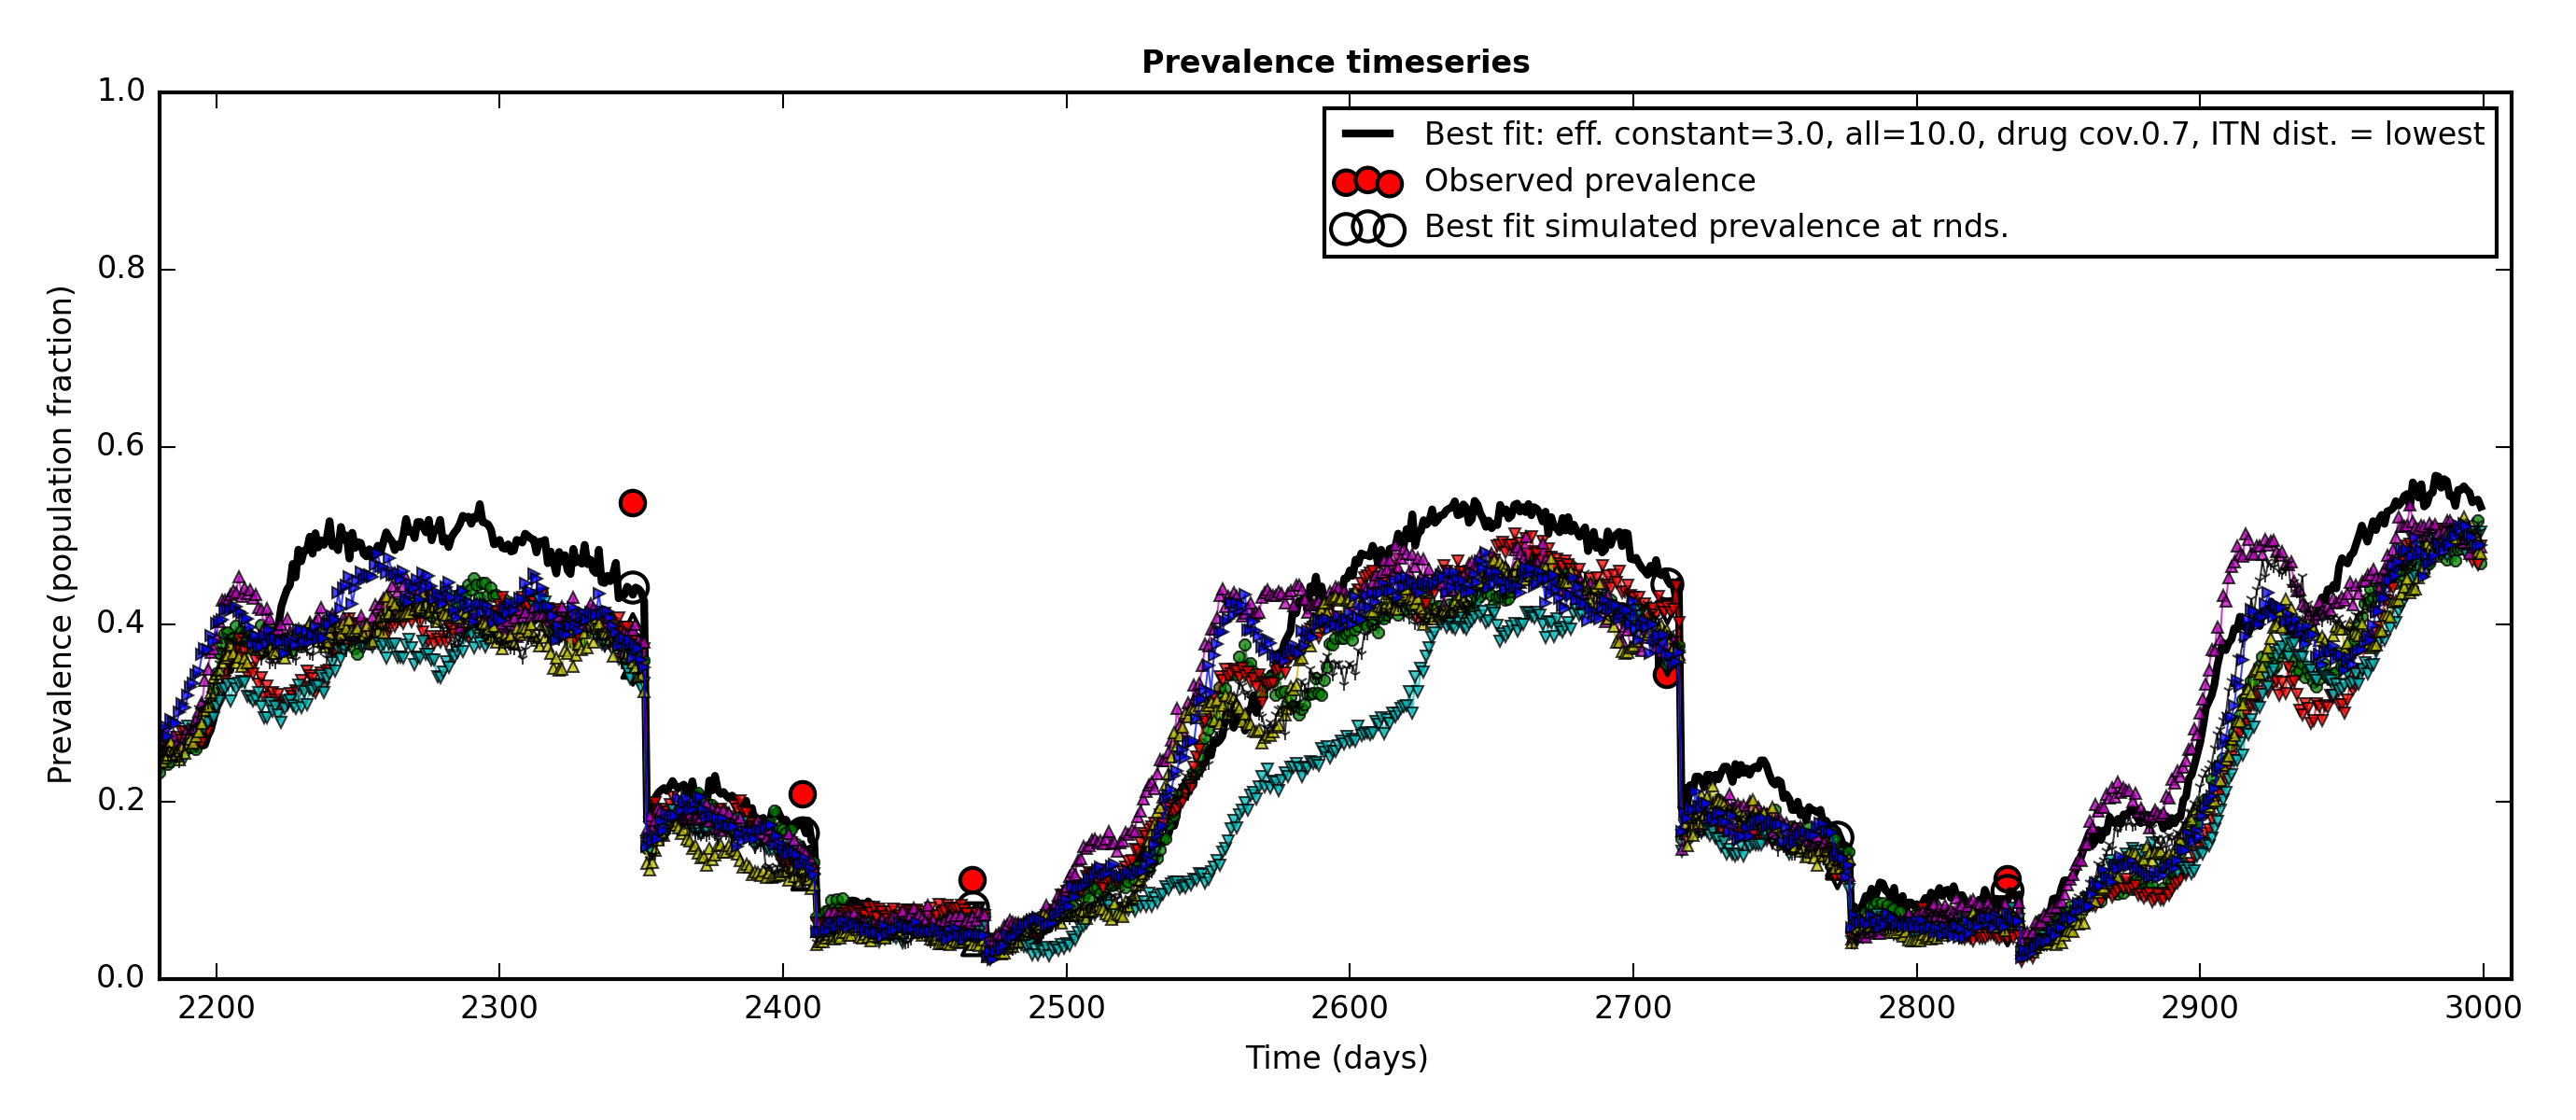 Prevalence timeseries
1.0
0.8
0.6
0.4
0.2
0.0
Prevalence (population fraction)
Best fit: eff. constant=3.0, all=10.0, drug cov.0.7, ITN dist. = lowest
Observed prevalence
Best fit simulated prevalence at rnds.
2200 2300 2400 2500 2600 2700 2800 2900 3000
Time (days)